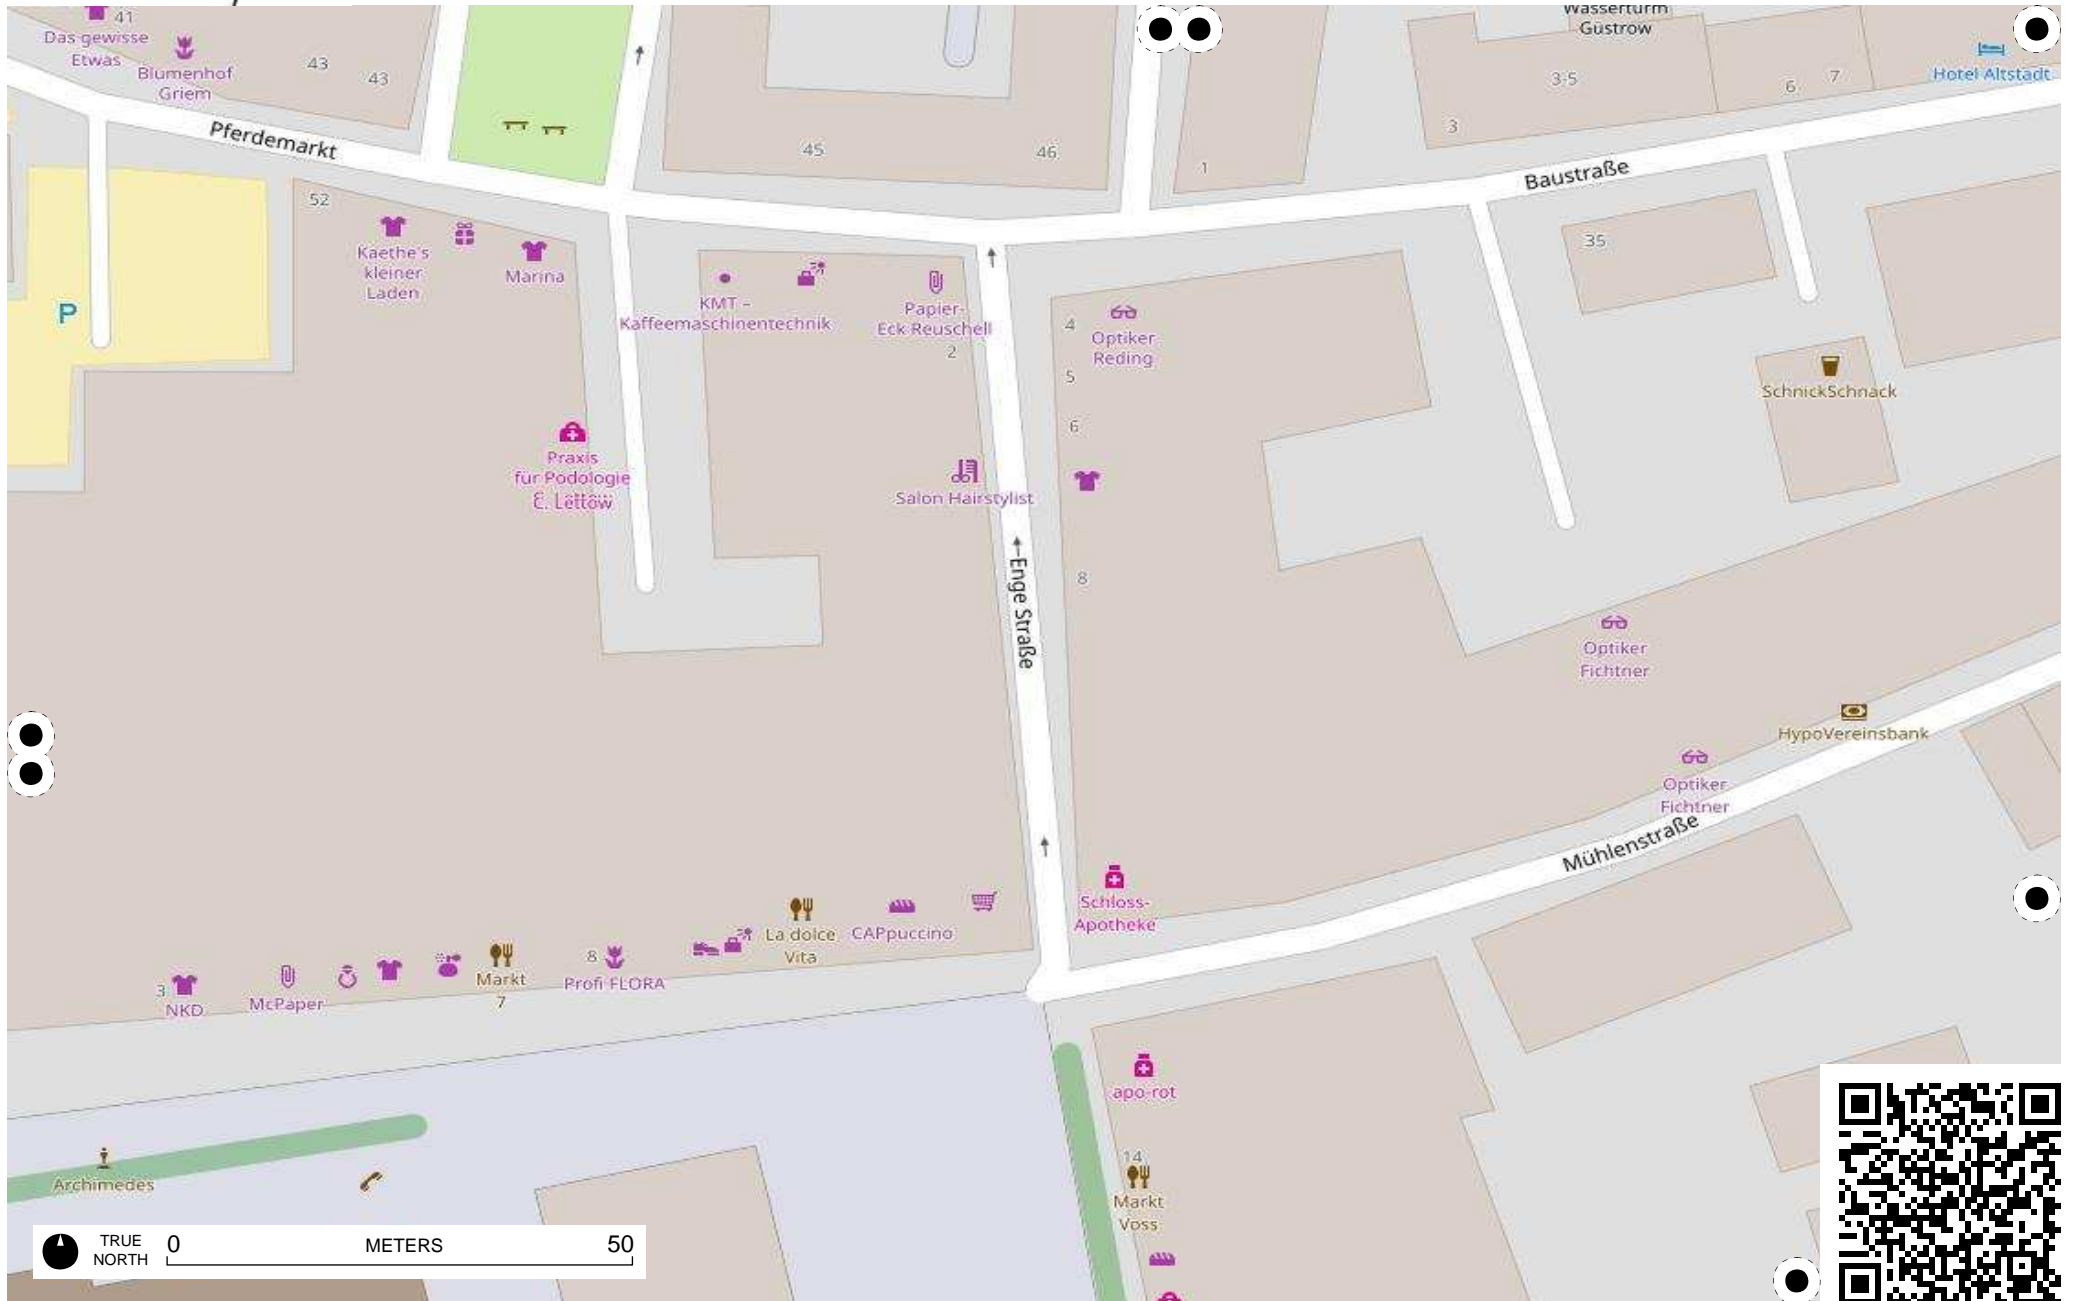 41
Das gewisse
Etwas
Blumenhof
Griem
43
43
Pferdemarkt
45
46
1
Wasserturm
Güstrow
3-5
3
6
7
Hotel Altstadt
Baustraße
52
Kaethe's
kleiner
Laden
Marina
P
KMT –
Kaffeemaschinentechnik
Papier-
Eck Reuschell
2
4
Optiker
Reding
5
6
35
SchnickSchnack
Praxis
für Podologie
E. Lettow
Salon Hairstylist
8
Enge Straße
Optiker
Fichtner
HypoVereinsbank
Optiker
Fichtner
Mühlenstraße
Schloss-
Apotheke
La dolce
Vita
CAPpuccino
8
Profi FLORA
Markt
7
McPaper
3
NKD
apo-rot
14
Markt
Voss
Archimedes
TRUE
NORTH
0
METERS
50